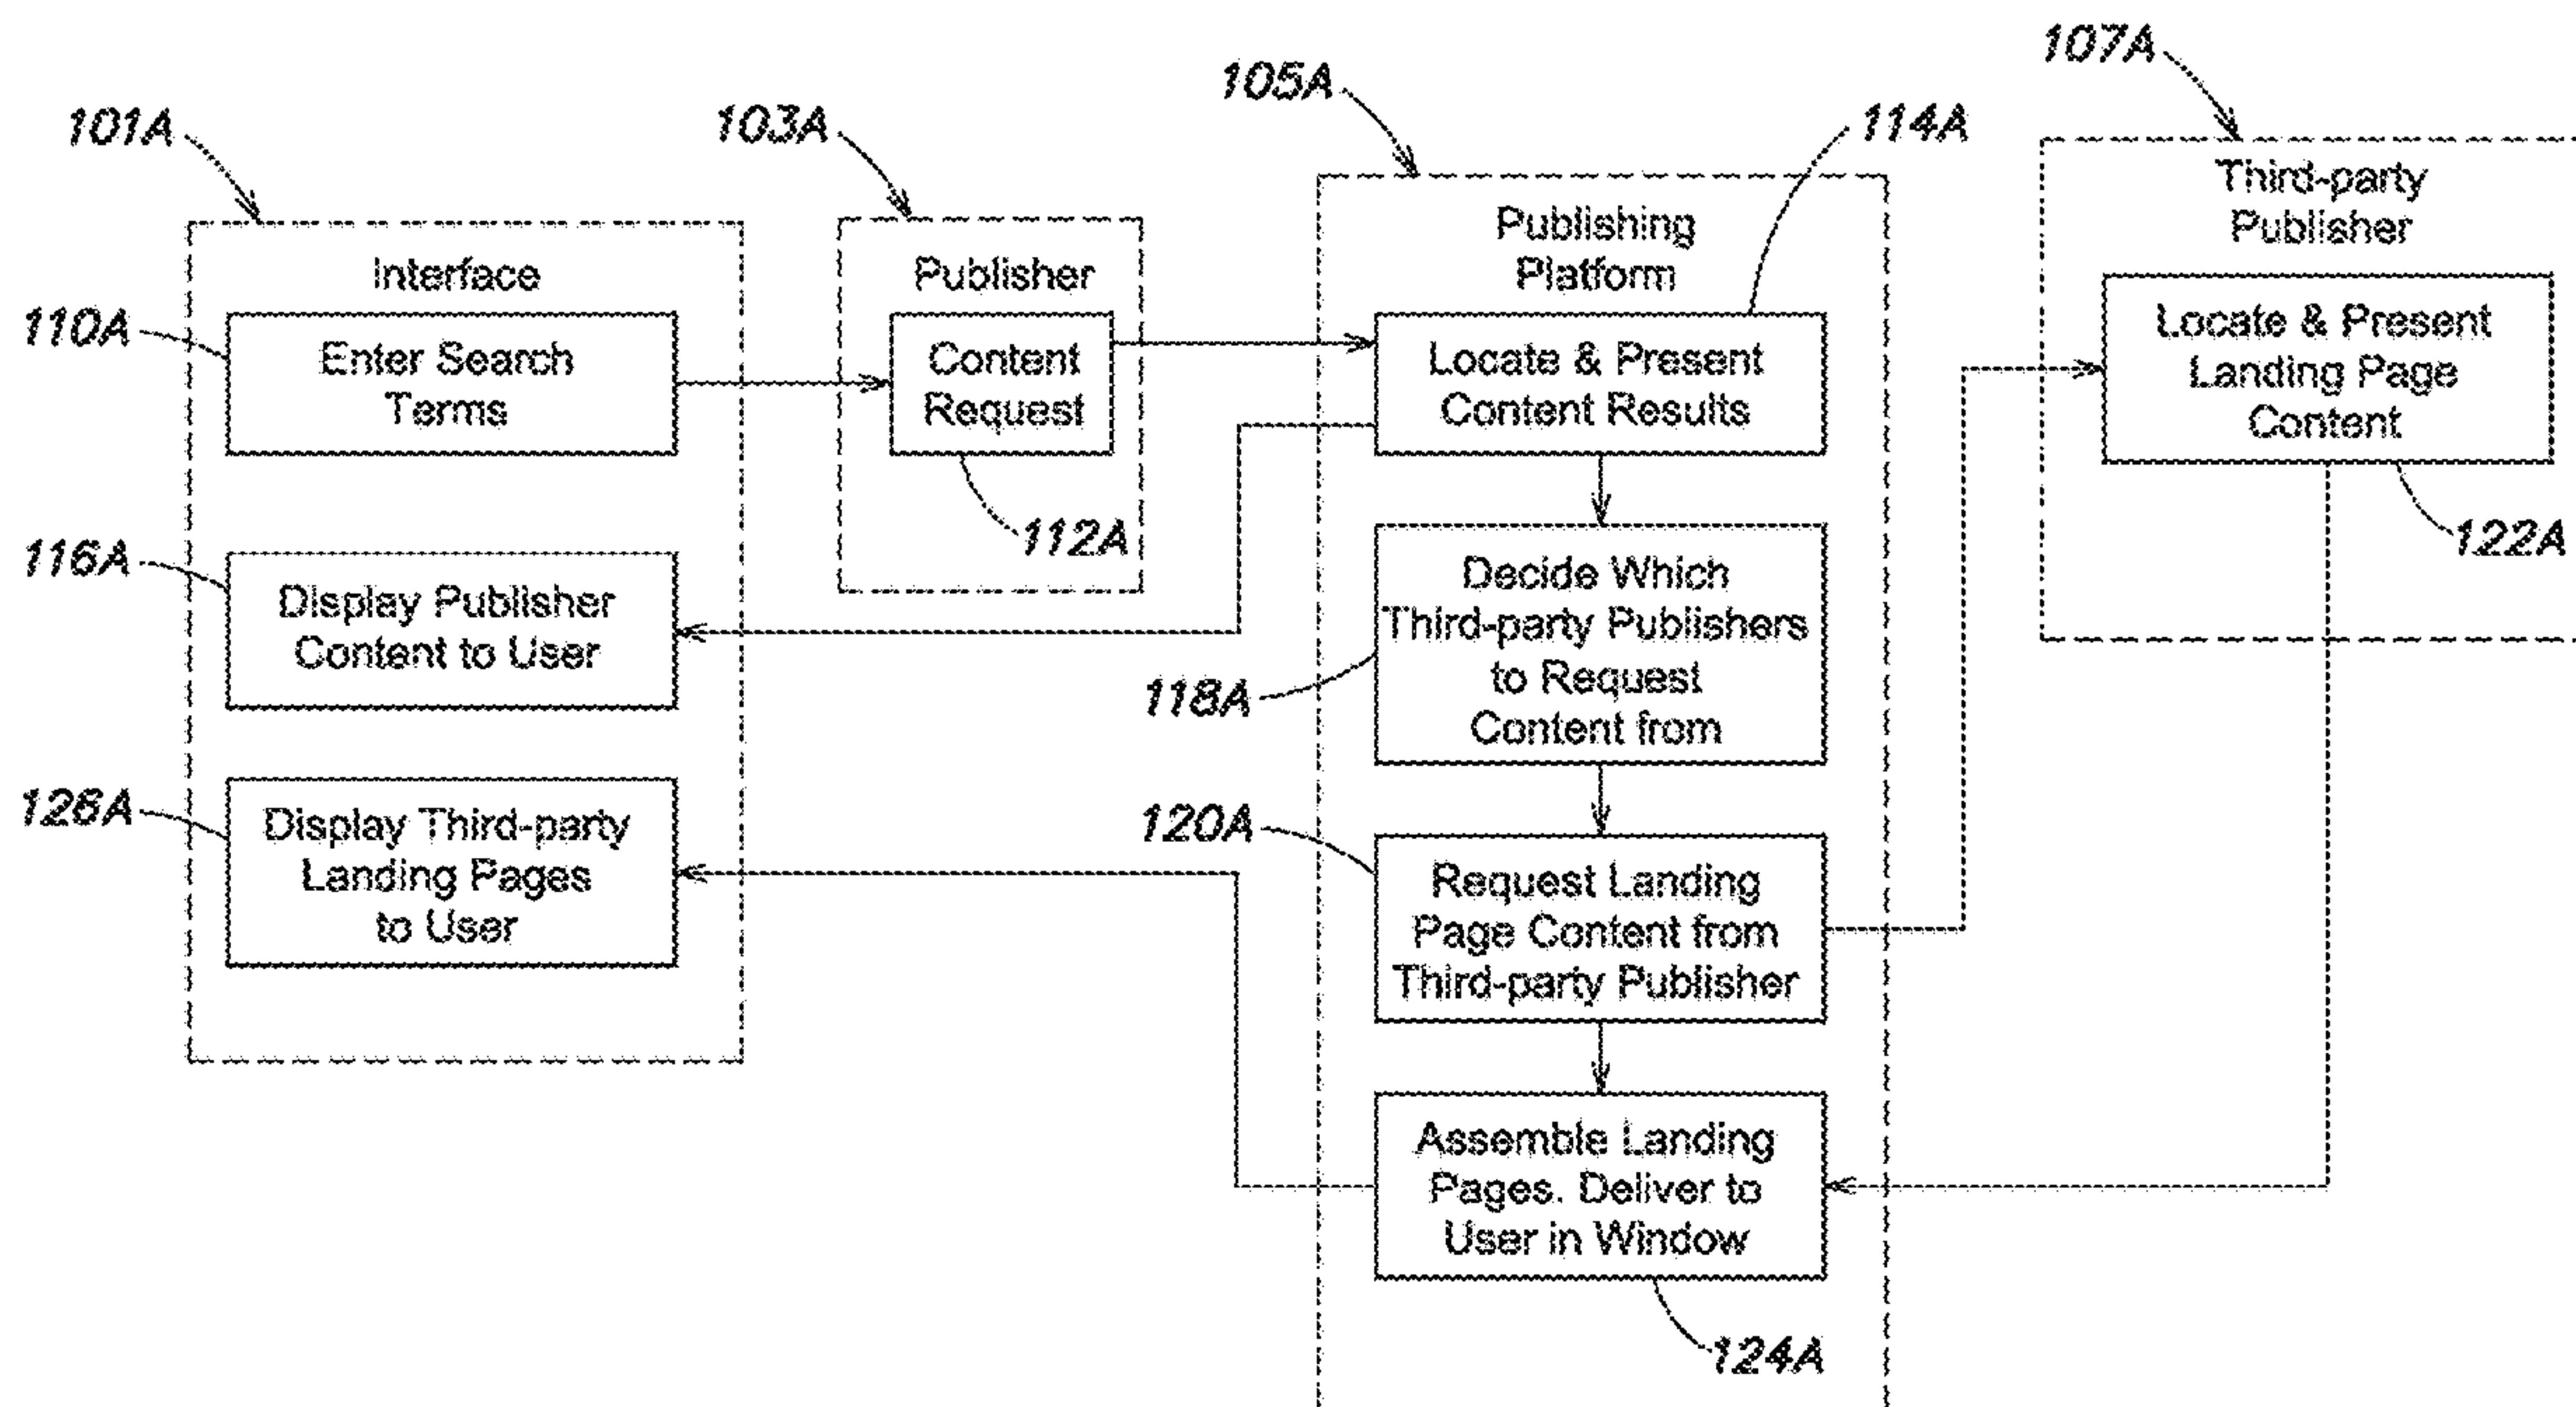 107A
105A
103A
101A
114A
Interface
110A
Enter Search
Terms
116A
Display Publisher
Content to User
126A
Display Third-party
Landing Pages
to User
Publisher
Content
Request
112A
Publishing
Platform
Locate & Present
Content Results
Decide Which
Third-party Publishers
to Request
Content from
118A
120A
Request Landing
Page Content from
Third-party Publisher
Assemble Landing
Pages. Deliver to
User in Window
124A
Third-party
Publisher
Locate & Present
Landing Page
Content
122A